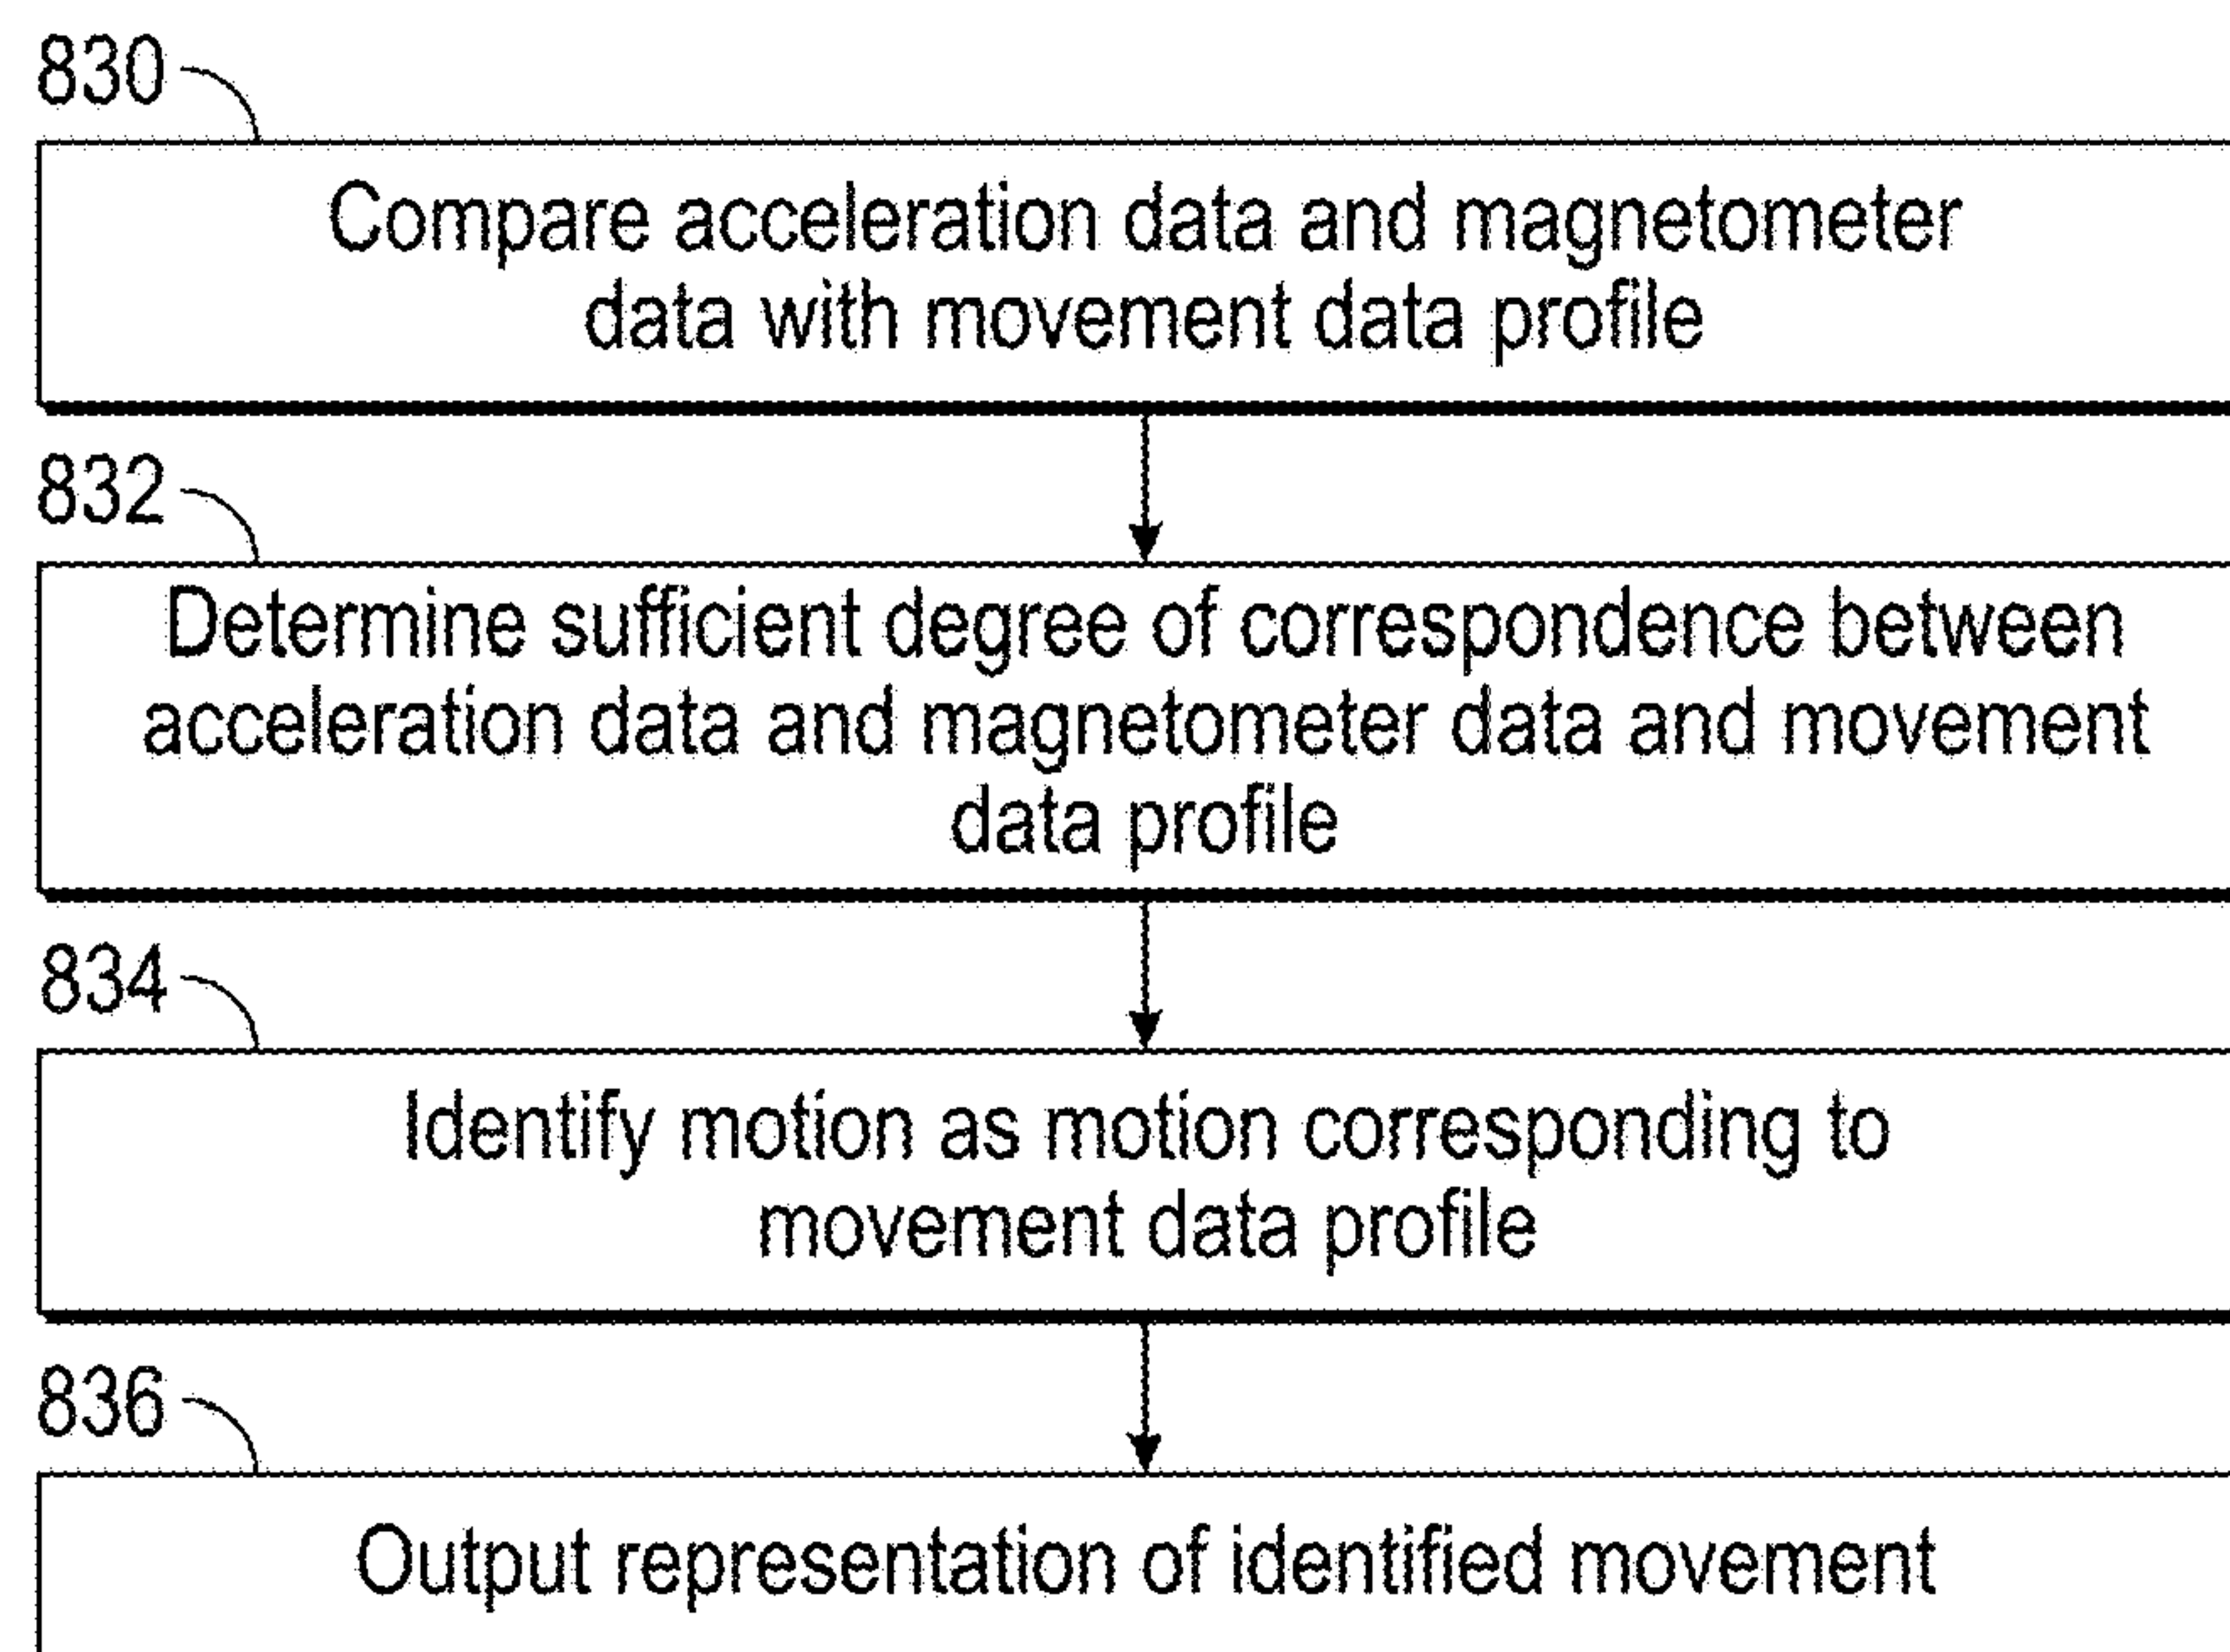 830
Compare acceleration data and magnetometer
data with movement data profile
832
Determine sufficient degree of correspondence between
acceleration data and magnetometer data and movement
data profile
834
Identify motion as motion corresponding to
movement data profile
836
Output representation of identified movement